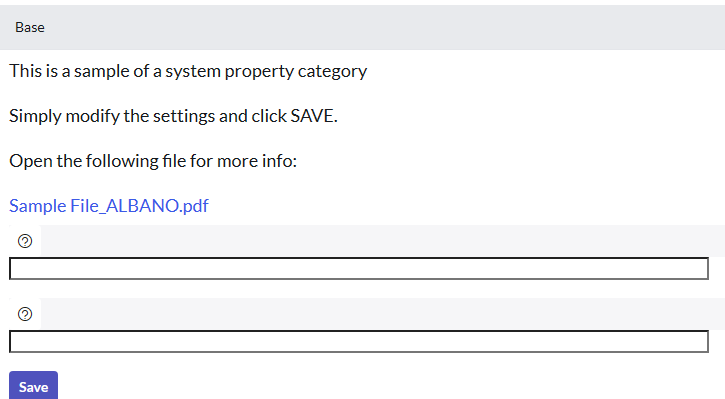 Base
This is a sample of a system property category
Simply modify the settings and click SAVE.
Open the following file for more info:
Sample File_ALBANO.pdf
Save